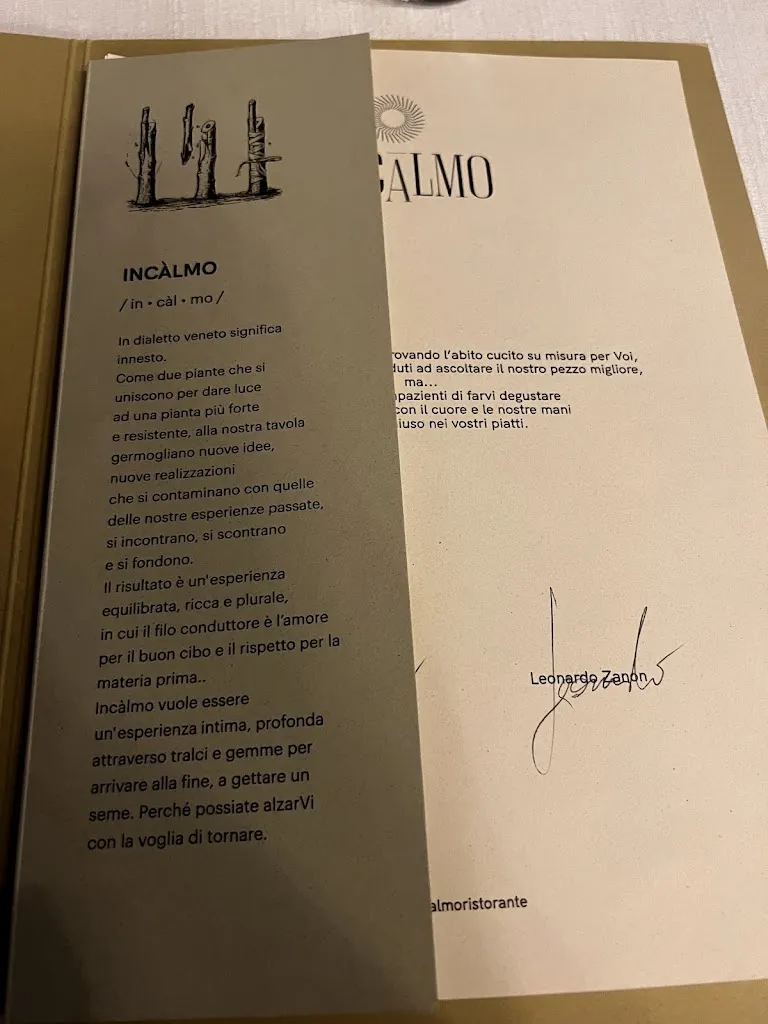 INCÀLMO
/ in • càl • mo /
In dialetto veneto significa
innesto.
Come due piante che si
uniscono per dare luce
ad una pianta più forte
e resistente, alla nostra tavola
germogliano nuove idee,
nuove realizzazioni
che si contaminano con quelle
delle nostre esperienze passate,
si incontrano, si scontrano
e si fondono.
Il risultato è un'esperienza
equilibrata, ricca e plurale,
in cui il filo conduttore è l'amore
per il buon cibo e il rispetto per la
materia prima..
Incàlmo vuole essere
un'esperienza intima, profonda
attraverso tralci e gemme per
arrivare alla fine, a gettare un
seme. Perché possiate alzarVi
con la voglia di tornare.
CALMO
rovando l'abito cucito su misura per Voi,
duti ad ascoltare il nostro pezzo migliore,
ma...
pazienti di farvi degustare
con il cuore e le nostre mani
iuso nei vostri piatti.
Leonardo Zanon
almoristorante